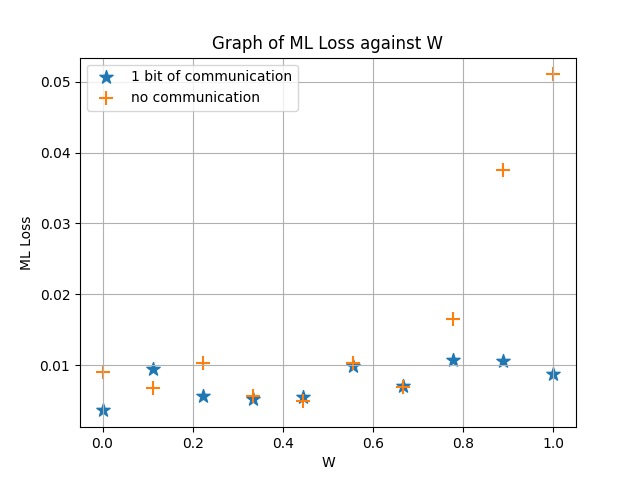 Graph of ML Loss against W
1 bit of communication
no communication
0.05
0.04
0.03
0.02
0.01
ML Loss
0.0 0.2 0.4 0.6 0.8 1.0
W